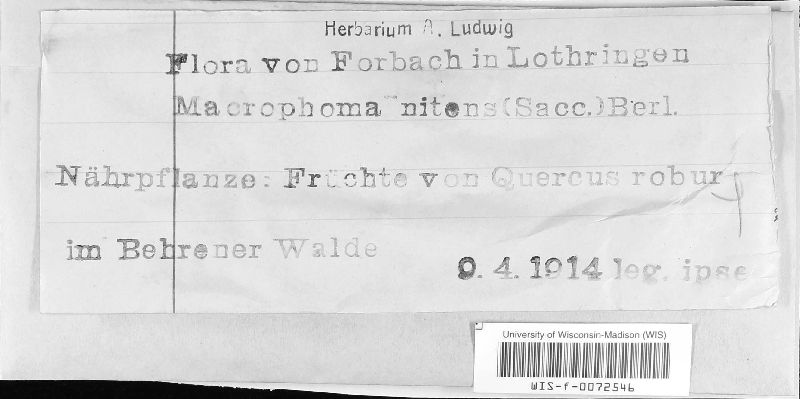 Herbarium A. Ludwig
Flora von Forbach in Lothringen
Macrophoma nitens (Sacc.) Berl.
Nährpflanze: Früchte von Quercus robur
im Behrener Walde
9. 4. 1914 leg. ipse
University of Wisconsin-Madison (WIS)
WIS-f-0072546